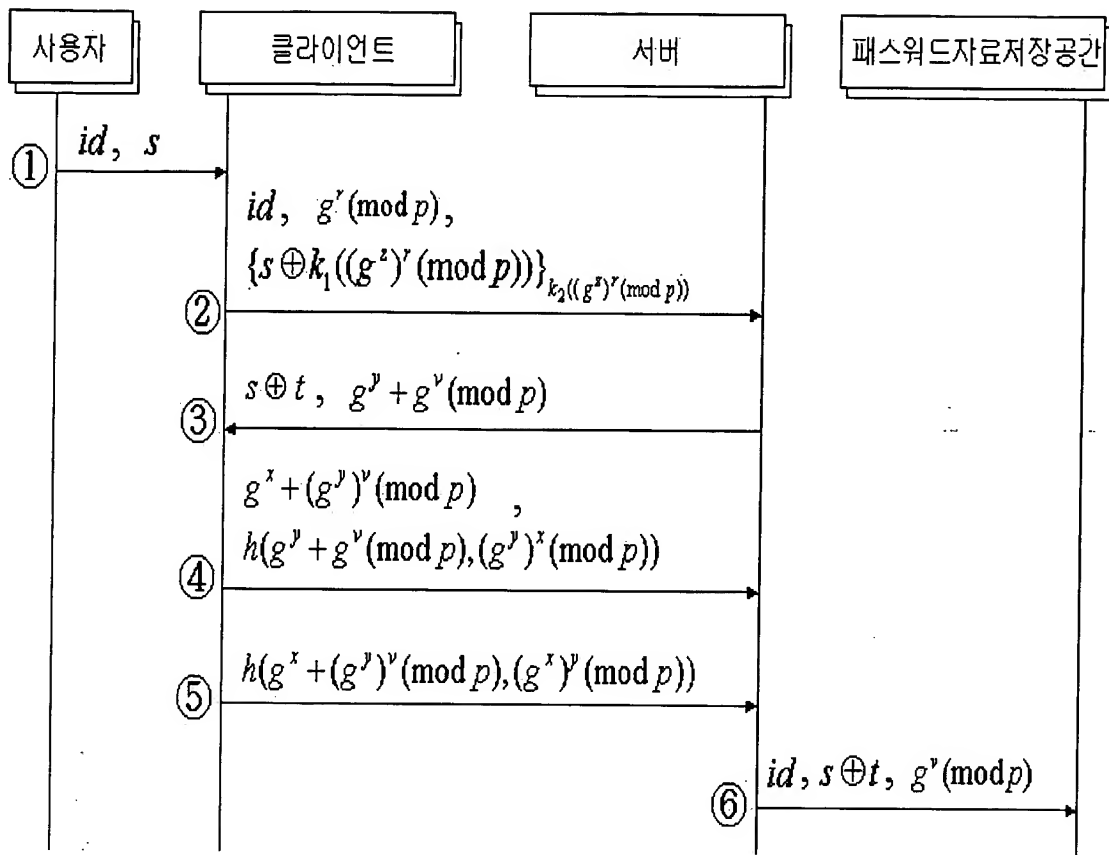 사용자
클라이언트
서버
패스워드자료저장공간
① id, s
id, g^r(mod p),
{s⊕k₁((g^z)^r(mod p))}_{k₂((g^z)^r(mod p))}
②
s⊕t, g^y + g^v(mod p)
③
g^x + (g^y)^v(mod p) ,
h(g^y + g^v(mod p),(g^y)^x(mod p))
④
h(g^x + (g^y)^v(mod p),(g^x)^y(mod p))
⑤
id, s⊕t, g^v(mod p)
⑥